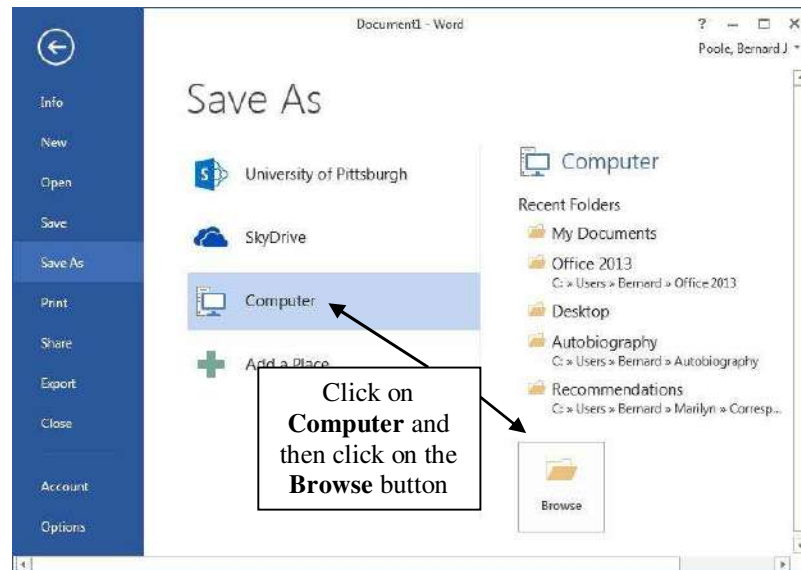 Document1 - Word
?
Poole, Bernard J
Info
New
Open
Save
Save As
Print
Share
Export
Close
Account
Options
Save As
University of Pittsburgh
SkyDrive
Computer
Add a Place
Computer
Recent Folders
My Documents
Office 2013
C: » Users » Bernard » Office 2013
Desktop
Autobiography
C: » Users » Bernard » Autobiography
Recommendations
C: » Users » Bernard » Marilyn » Corresp...
Browse
Click on
Computer and
then click on the
Browse button